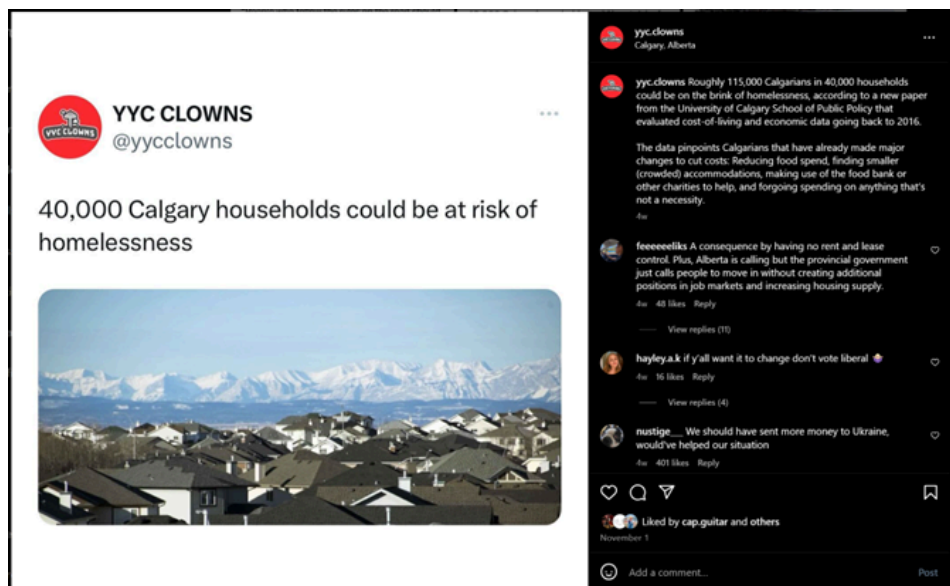 YYC CLOWNS
YYC CLOWNS
@yycclowns
40,000 Calgary households could be at risk of
homelessness
yyc.clowns
Calgary, Alberta
yyc.clowns Roughly 115,000 Calgarians in 40,000 households
could be on the brink of homelessness, according to a new paper
from the University of Calgary School of Public Policy that
evaluated cost-of-living and economic data going back to 2016.
The data pinpoints Calgarians that have already made major
changes to cut costs: Reducing food spend, finding smaller
(crowded) accommodations, making use of the food bank or
other charities to help, and forgoing spending on anything that's
not a necessity.
4w
feeeeeeliks A consequence by having no rent and lease
control. Plus, Alberta is calling but the provincial government
just calls people to move in without creating additional
positions in job markets and increasing housing supply.
4w 48 likes Reply
View replies (11)
hayley.a.k if y'all want it to change don't vote liberal 🤷🏻‍♀️
4w 16 likes Reply
View replies (4)
nustige__ We should have sent more money to Ukraine,
would've helped our situation
4w 401 likes Reply
Liked by cap.guitar and others
November 1
Add a comment...
Post